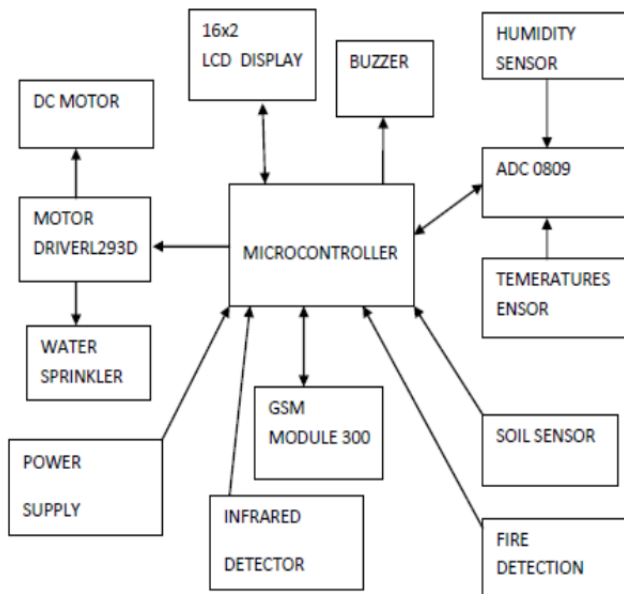 16x2
LCD DISPLAY
BUZZER
HUMIDITY
SENSOR
DC MOTOR
ADC 0809
MOTOR
DRIVERL293D
MICROCONTROLLER
TEMERATURES
ENSOR
WATER
SPRINKLER
GSM
MODULE 300
SOIL SENSOR
POWER
SUPPLY
INFRARED
DETECTOR
FIRE
DETECTION